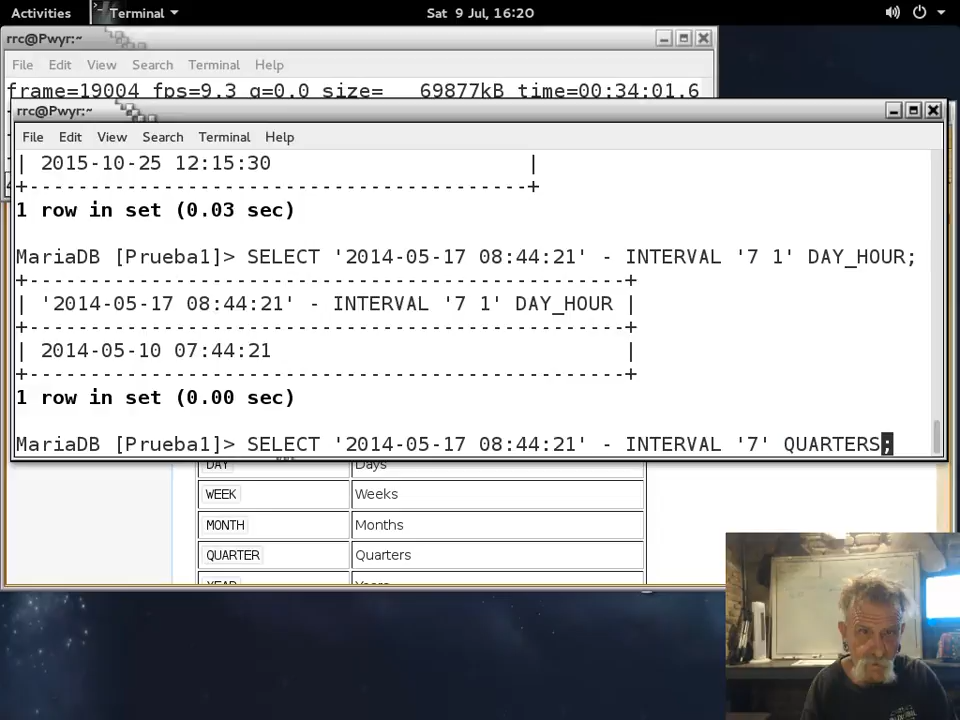 Activities Terminal Sat 9 Jul, 16:20
rrc@Pwyr:~
File Edit View Search Terminal Help
frame=19004 fps=9.3 q=0.0 size= 69877kB time=00:34:01.6
rrc@Pwyr:~
File Edit View Search Terminal Help
| 2015-10-25 12:15:30 |
+-----------------------------------------+
1 row in set (0.03 sec)
MariaDB [Prueba1]> SELECT '2014-05-17 08:44:21' - INTERVAL '7 1' DAY_HOUR;
+-------------------------------------------------+
| '2014-05-17 08:44:21' - INTERVAL '7 1' DAY_HOUR |
+-------------------------------------------------+
| 2014-05-10 07:44:21 |
+-------------------------------------------------+
1 row in set (0.00 sec)
MariaDB [Prueba1]> SELECT '2014-05-17 08:44:21' - INTERVAL '7' QUARTERS;
DAY Days
WEEK Weeks
MONTH Months
QUARTER Quarters
YEAR Years